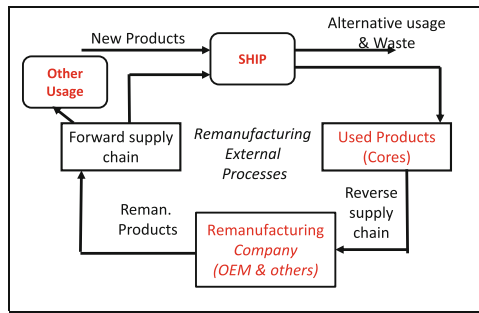 Alternative usage
& Waste
New Products
SHIP
Other
Usage
Forward supply
chain
Remanufacturing
External
Processes
Used Products
(Cores)
Reverse
supply
chain
Reman.
Products
Remanufacturing
Company
(OEM & others)